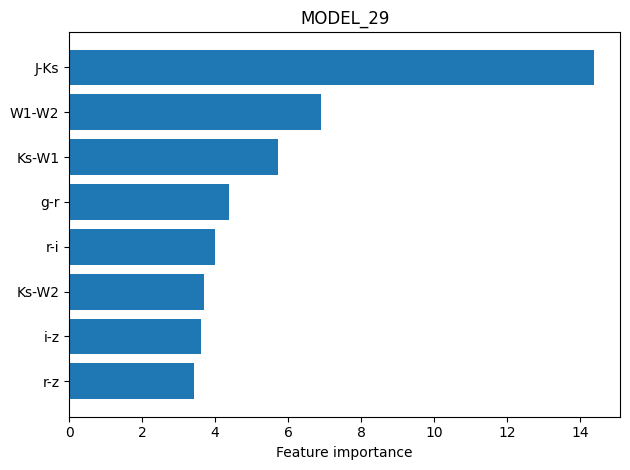 MODEL_29
J-Ks
W1-W2
Ks-W1
g-r
r-i
Ks-W2
i-z
r-z
0 2 4 6 8 10 12 14
Feature importance